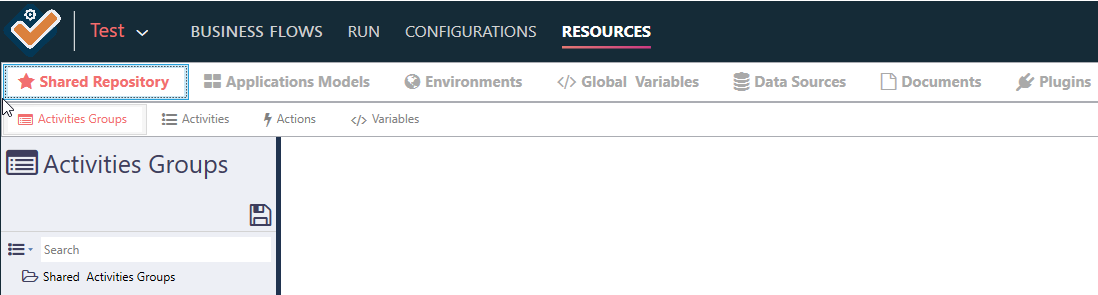 Test BUSINESS FLOWS RUN CONFIGURATIONS RESOURCES
Shared Repository Applications Models Environments Global Variables Data Sources Documents Plugins
Activities Groups Activities Actions Variables
Activities Groups
Search
Shared Activities Groups